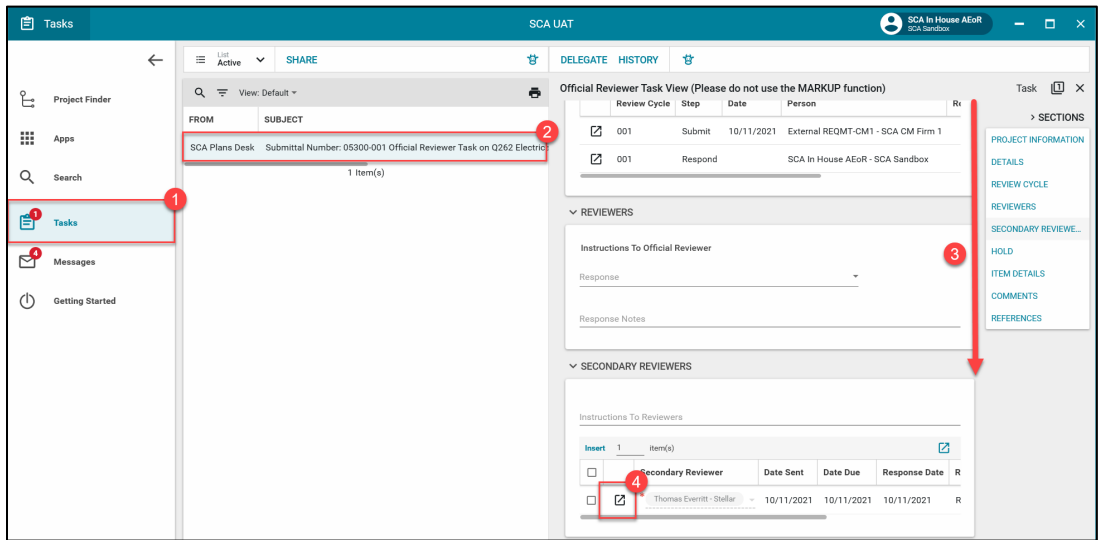 Tasks
SCA UAT
SCA In House AEoR
SCA Sandbox
List
Active
SHARE
DELEGATE HISTORY
Project Finder
Apps
Search
1
Tasks
1
4
Messages
Getting Started
View: Default
FROM SUBJECT
2
SCA Plans Desk Submittal Number: 05300-001 Official Reviewer Task on Q262 Electric
1 Item(s)
Official Reviewer Task View (Please do not use the MARKUP function)
Task 1
Review Cycle Step Date Person
001 Submit 10/11/2021 External REQMT-CM1 - SCA CM Firm 1
001 Respond SCA In House AEoR - SCA Sandbox
REVIEWERS
Instructions To Official Reviewer
Response
Response Notes
SECONDARY REVIEWERS
Instructions To Reviewers
Insert 1 item(s)
Secondary Reviewer Date Sent Date Due Response Date R
4
* Thomas Everritt - Stellar 10/11/2021 10/11/2021 10/11/2021 R
3
> SECTIONS
PROJECT INFORMATION
DETAILS
REVIEW CYCLE
REVIEWERS
SECONDARY REVIEWE...
HOLD
ITEM DETAILS
COMMENTS
REFERENCES